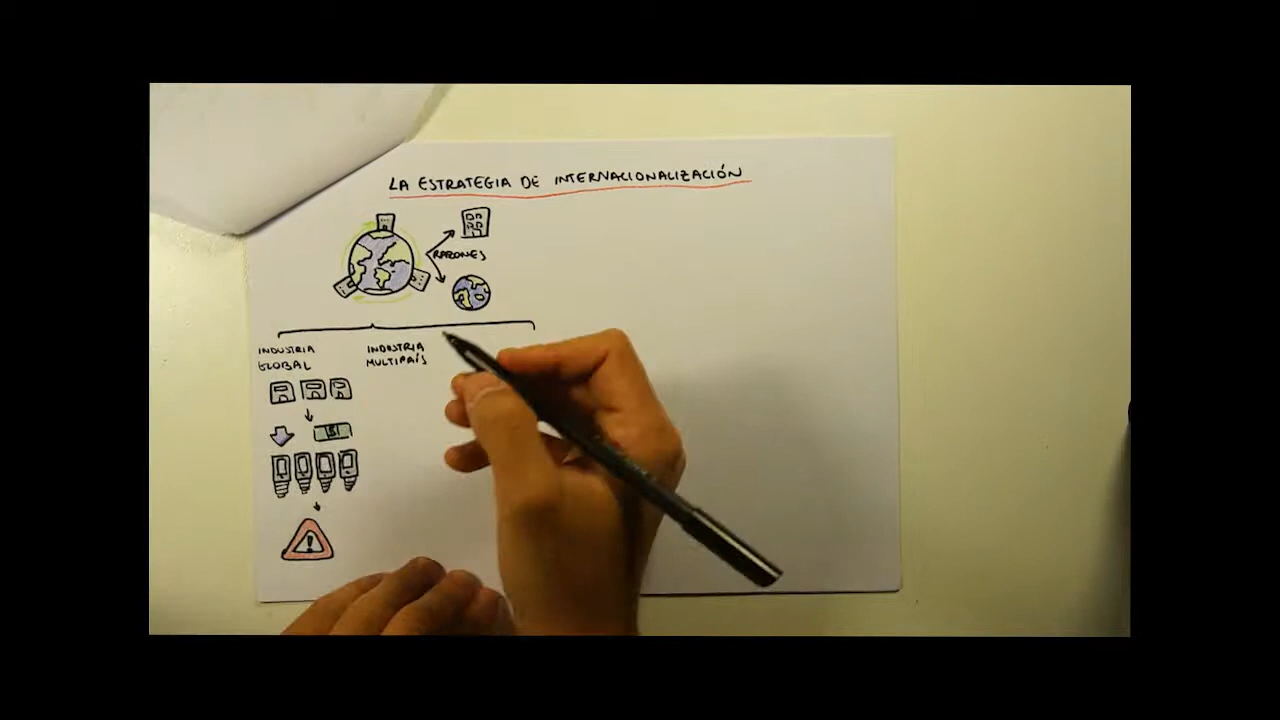 LA ESTRATEGIA DE INTERNACIONALIZACIÓN
RAZONES
INDUSTRIA
GLOBAL
INDUSTRIA
MULTIPAÍS
$
!